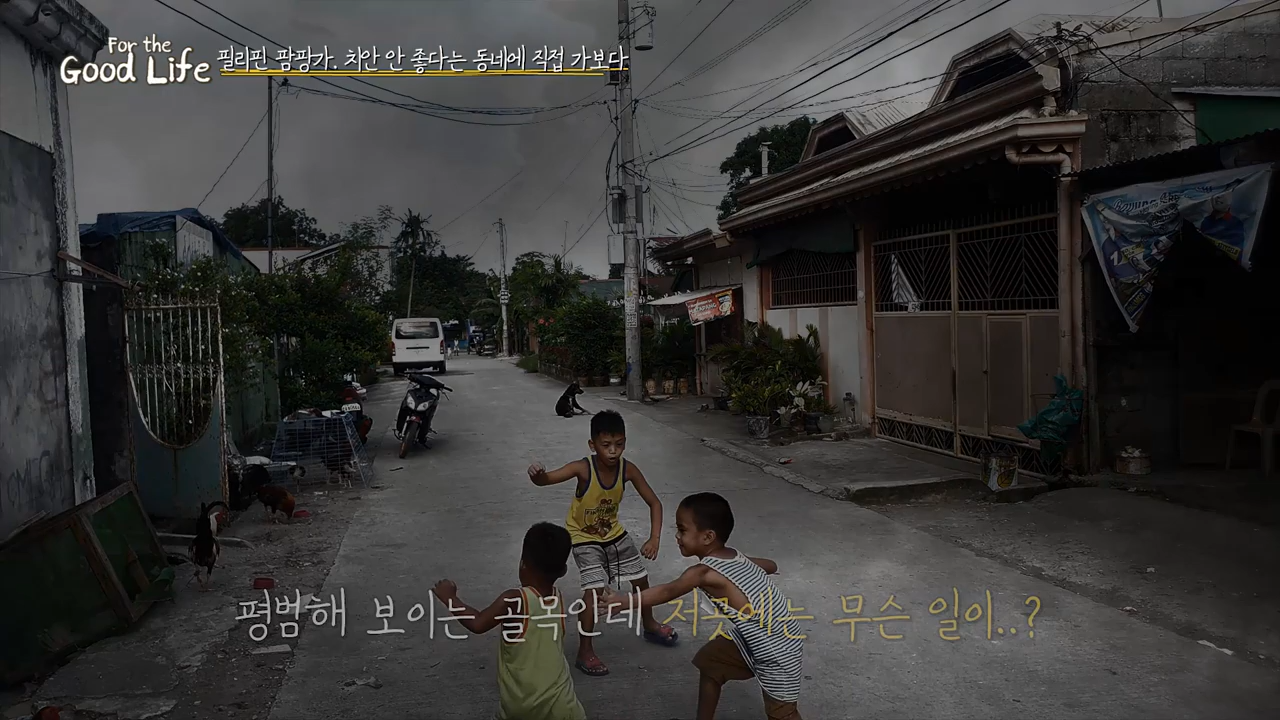 For the
Good Life
필리핀 팜팡가. 치안 안 좋다는 동네에 직접 가보다
평범해 보이는 골목인데 저곳에는 무슨 일이..?